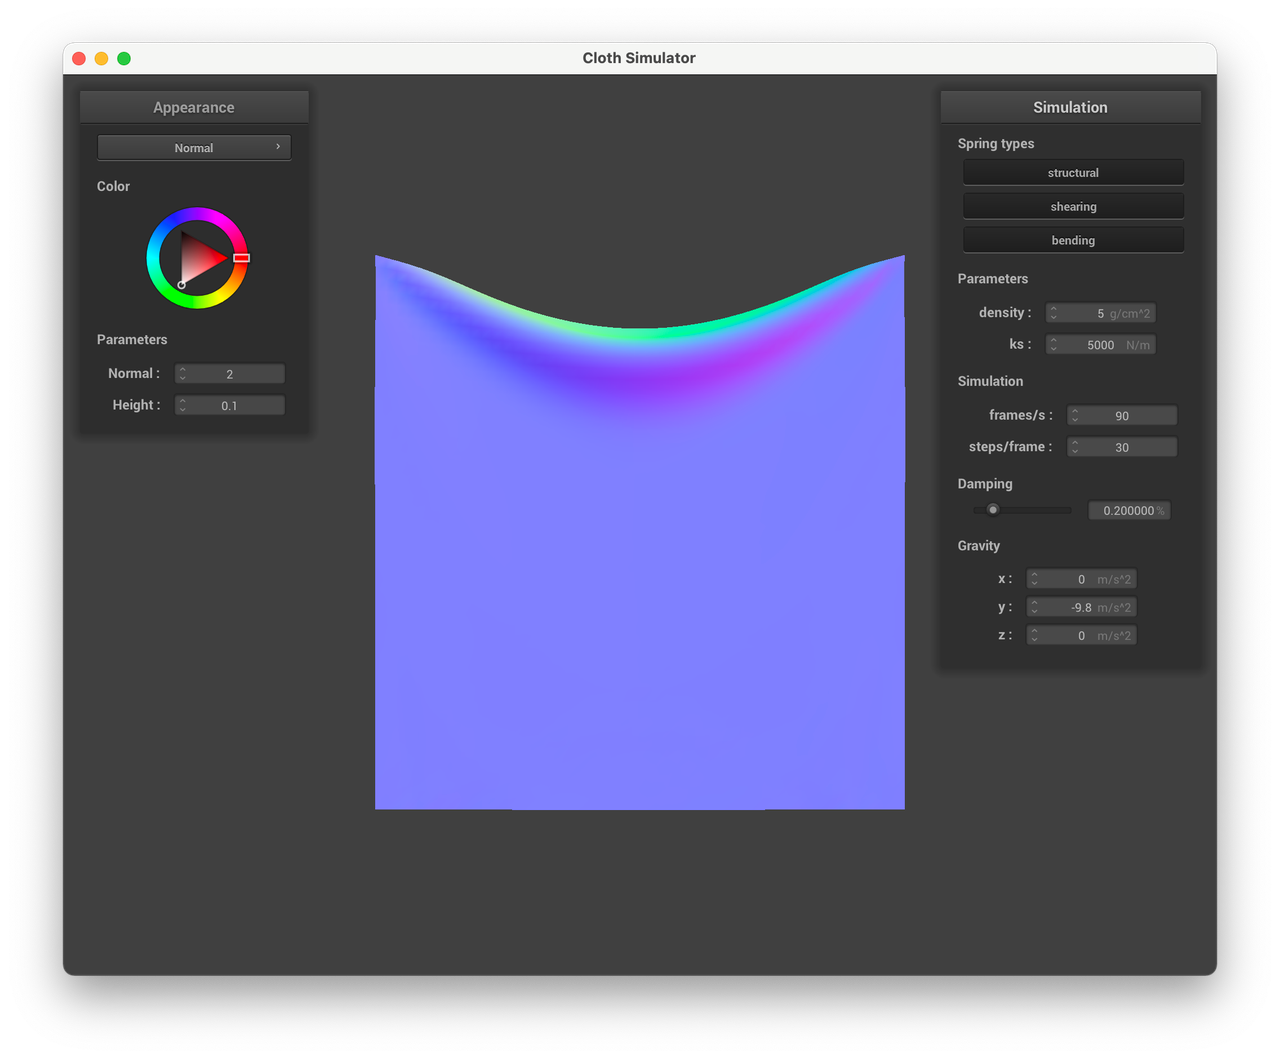 Cloth Simulator
Appearance
Normal
Color
Parameters
Normal : 2
Height : 0.1
Simulation
Spring types
structural
shearing
bending
Parameters
density : 5 g/cm^2
ks : 5000 N/m
Simulation
frames/s : 90
steps/frame : 30
Damping
0.200000 %
Gravity
x : 0 m/s^2
y : -9.8 m/s^2
z : 0 m/s^2